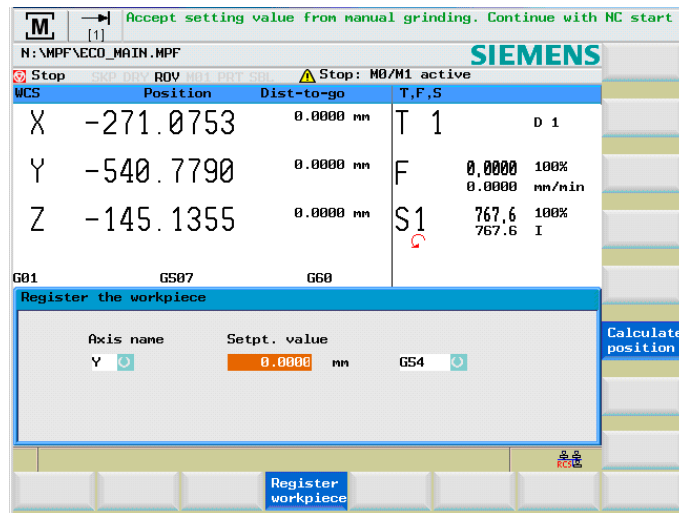 M
[1]
Accept setting value from manual grinding. Continue with NC start
N:\MPF\ECO_MAIN.MPF
SIEMENS
Stop SKP DRY ROV M01 PRT SBL Stop: M0/M1 active
WCS Position Dist-to-go T,F,S
X -271.0753 0.0000 mm T 1 D 1
Y -540.7790 0.0000 mm F 0,0000 100%
0.0000 mm/min
Z -145.1355 0.0000 mm S1 767,6 100%
767.6 I
G01 G507 G60
Register the workpiece
Axis name Setpt. value
Y 0.0000 mm G54
Calculate
position
RCS
Register
workpiece